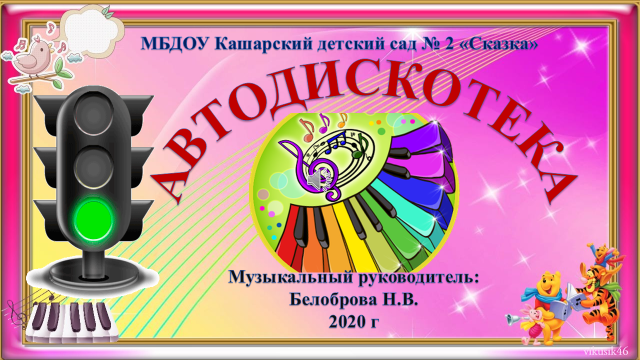 МБДОУ Кашарский детский сад № 2 «Сказка»
АВТОДИСКОТЕКА
Музыкальный руководитель:
Белоброва Н.В.
2020 г
vikusik46